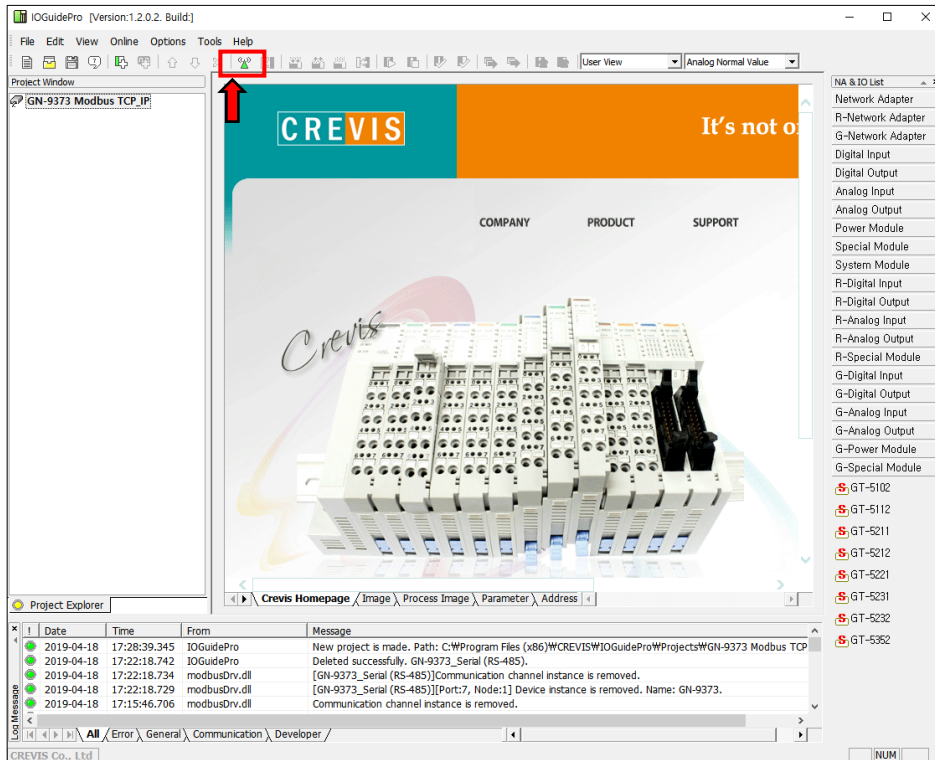 IOGuidePro [Version:1.2.0.2. Build:]
File Edit View Online Options Tools Help
User View
Analog Normal Value
Project Window
GN-9373 Modbus TCP_IP
Project Explorer
CREVIS
It's not o
COMPANY PRODUCT SUPPORT
Crevis
Crevis Homepage Image Process Image Parameter Address
NA & IO List
Network Adapter
R-Network Adapter
G-Network Adapter
Digital Input
Digital Output
Analog Input
Analog Output
Power Module
Special Module
System Module
R-Digital Input
R-Digital Output
R-Analog Input
R-Analog Output
R-Special Module
G-Digital Input
G-Digital Output
G-Analog Input
G-Analog Output
G-Power Module
G-Special Module
GT-5102
GT-5112
GT-5211
GT-5212
GT-5221
GT-5231
GT-5232
GT-5352
! Date Time From Message
2019-04-18 17:28:39.345 IOGuidePro New project is made. Path: C:₩Program Files (x86)₩CREVIS₩IOGuidePro₩Projects₩GN-9373 Modbus TCP
2019-04-18 17:22:18.742 IOGuidePro Deleted successfully. GN-9373_Serial (RS-485).
2019-04-18 17:22:18.734 modbusDrv.dll [GN-9373_Serial (RS-485)]Communication channel instance is removed.
2019-04-18 17:22:18.729 modbusDrv.dll [GN-9373_Serial (RS-485)][Port:7, Node:1] Device instance is removed. Name: GN-9373.
2019-04-18 17:15:46.706 modbusDrv.dll Communication channel instance is removed.
Log Message
All Error General Communication Developer
CREVIS Co., Ltd
NUM